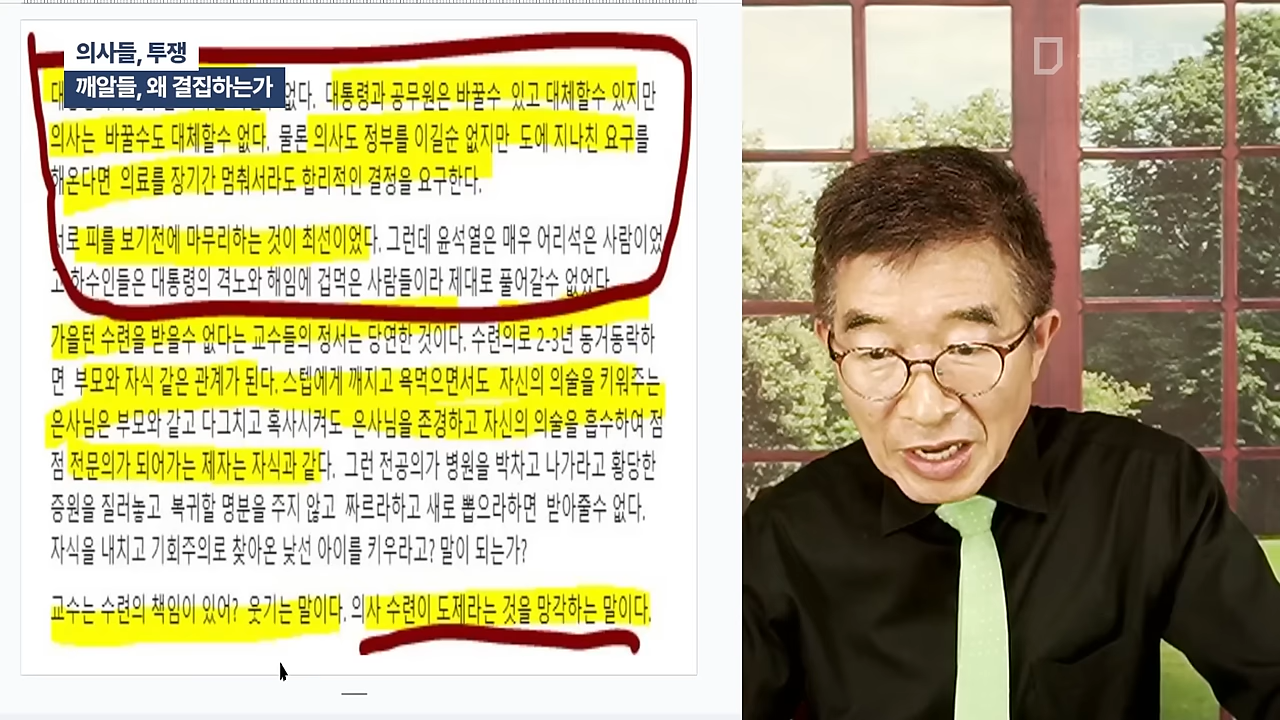 의사들, 투쟁
깨알들, 왜 결집하는가
없다. 대통령과 공무원은 바꿀수 있고 대체할수 있지만
의사는 바꿀수도 대체할수 없다. 물론 의사도 정부를 이길순 없지만 도에 지나친 요구를
해온다면 의료를 장기간 멈춰서라도 합리적인 결정을 요구한다.
서로 피를 보기전에 마무리하는 것이 최선이었다. 그런데 윤석열은 매우 어리석은 사람이었
고 하수인들은 대통령의 격노와 해임에 겁먹은 사람들이라 제대로 풀어갈수 없었다.
가을턴 수련을 받을수 없다는 교수들의 정서는 당연한 것이다. 수련의로 2-3년 동거동락하
면 부모와 자식 같은 관계가 된다. 스텝에게 깨지고 욕먹으면서도 자신의 의술을 키워주는
은사님은 부모와 같고 다그치고 혹사시켜도 은사님을 존경하고 자신의 의술을 흡수하여 점
점 전문의가 되어가는 제자는 자식과 같다. 그런 전공의가 병원을 박차고 나가라고 황당한
증원을 질러놓고 복귀할 명분을 주지 않고 짜르라하고 새로 뽑으라하면 받아줄수 없다.
자식을 내치고 기회주의로 찾아온 낯선 아이를 키우라고? 말이 되는가?
교수는 수련의 책임이 있어? 웃기는 말이다. 의사 수련이 도제라는 것을 망각하는 말이다.